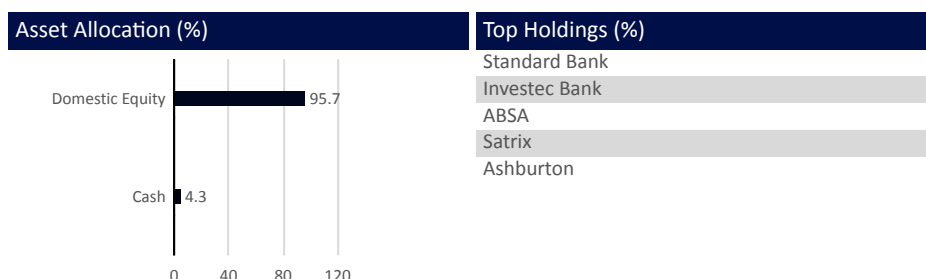 Asset Allocation (%)
Domestic Equity 95.7
Cash 4.3
0 40 80 120
Top Holdings (%)
Standard Bank
Investec Bank
ABSA
Satrix
Ashburton